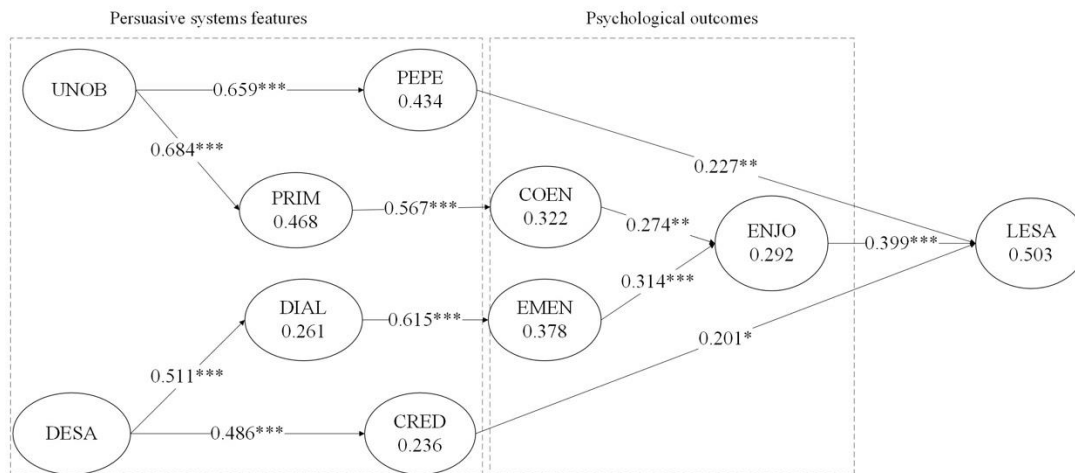 Persuasive systems features
Psychological outcomes
UNOB
0.659***
PEPE
0.434
0.684***
0.227**
PRIM
0.468
0.567***
COEN
0.322
0.274**
ENJO
0.292
0.399***
LESA
0.503
0.314***
DIAL
0.261
0.615***
EMEN
0.378
0.201*
0.511***
DESA
0.486***
CRED
0.236